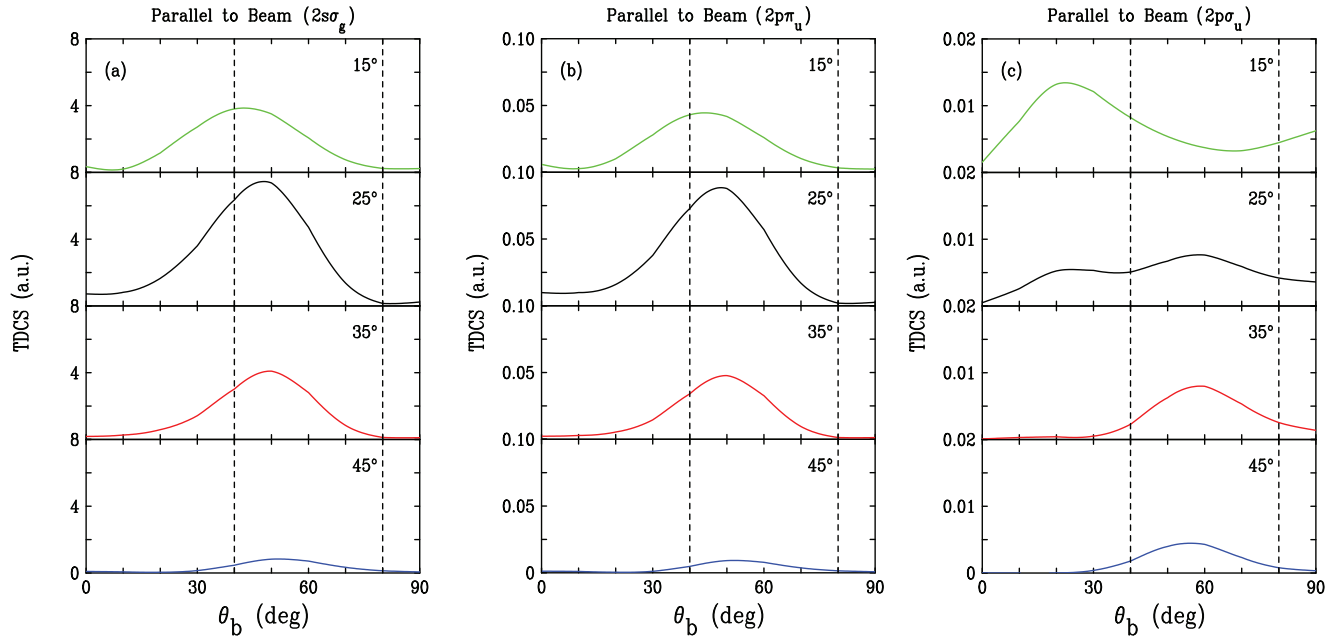 Parallel to Beam (2sσg)
8
(a)
15°
4
8
25°
4
8
35°
4
8
45°
4
0
0 30 60 90
TDCS (a.u.)
θb (deg)
Parallel to Beam (2pπu)
0.10
(b)
15°
0.05
0.10
25°
0.05
0.10
35°
0.05
0.10
45°
0.05
0
0 30 60 90
TDCS (a.u.)
θb (deg)
Parallel to Beam (2pσu)
0.02
(c)
15°
0.01
0.02
25°
0.01
0.02
35°
0.01
0.02
45°
0.01
0
0 30 60 90
TDCS (a.u.)
θb (deg)